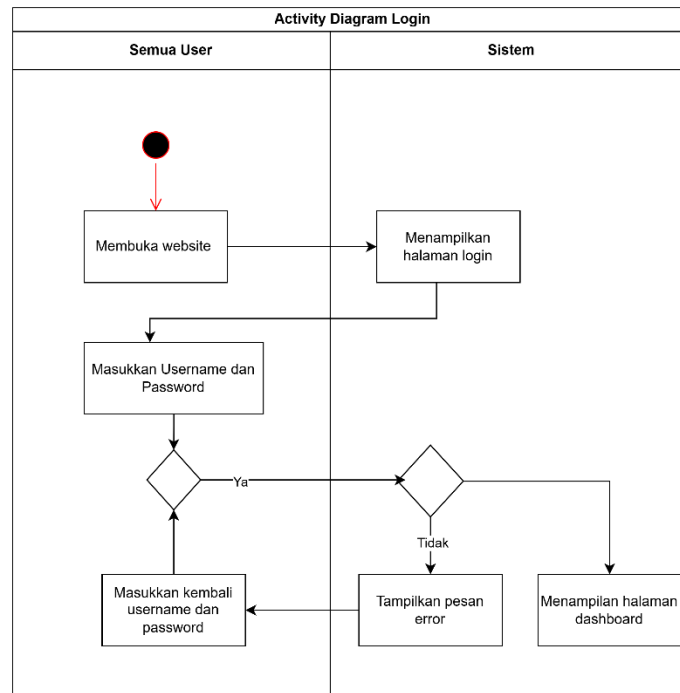 Activity Diagram Login
Semua User
Sistem
Membuka website
Menampilkan
halaman login
Masukkan Username dan
Password
Ya
Tidak
Masukkan kembali
username dan
password
Tampilkan pesan
error
Menampilan halaman
dashboard